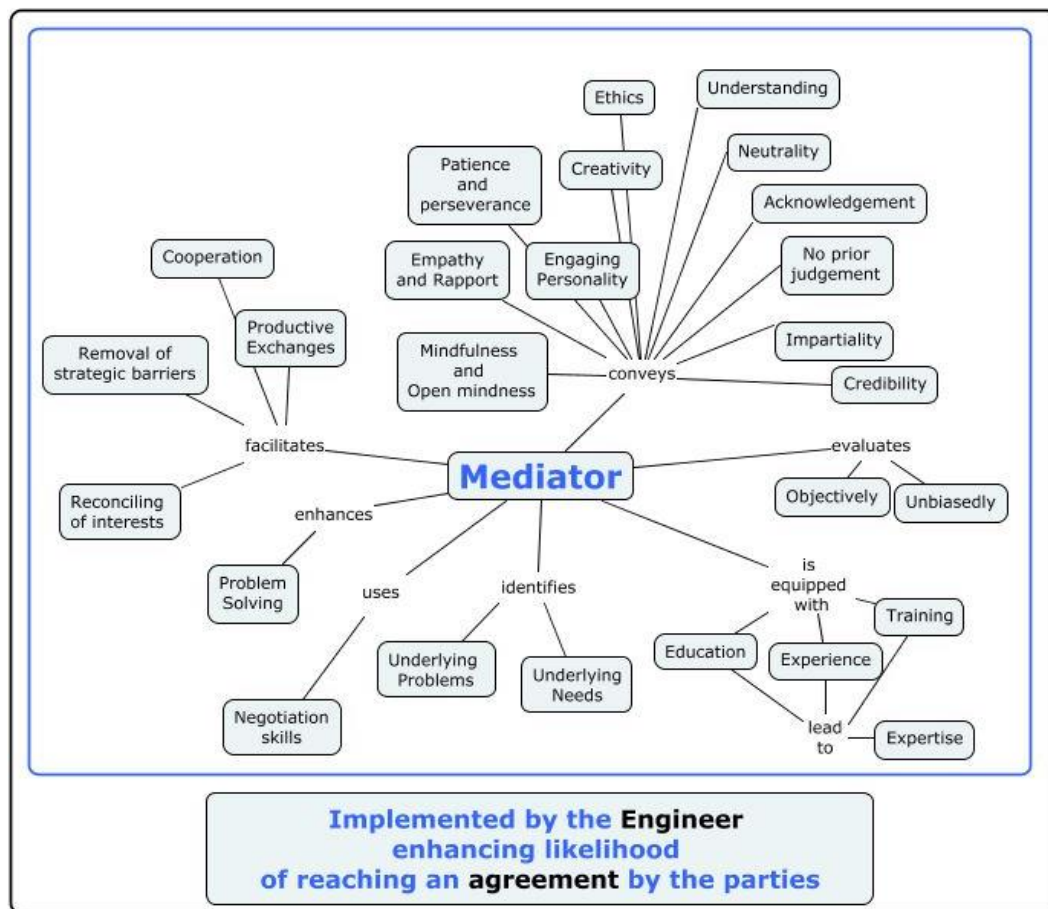 Ethics
Understanding
Patience
and
perseverance
Creativity
Neutrality
Acknowledgement
Cooperation
Empathy
and Rapport
Engaging
Personality
No prior
judgement
Productive
Exchanges
Removal of
strategic barriers
Mindfulness
and
Open mindness
conveys
Impartiality
Credibility
facilitates
Mediator
evaluates
Objectively
Unbiasedly
Reconciling
of interests
enhances
Problem
Solving
uses
identifies
is
equipped
with
Training
Education
Experience
Underlying
Problems
Underlying
Needs
Negotiation
skills
lead
to
Expertise
Implemented by the Engineer
enhancing likelihood
of reaching an agreement by the parties